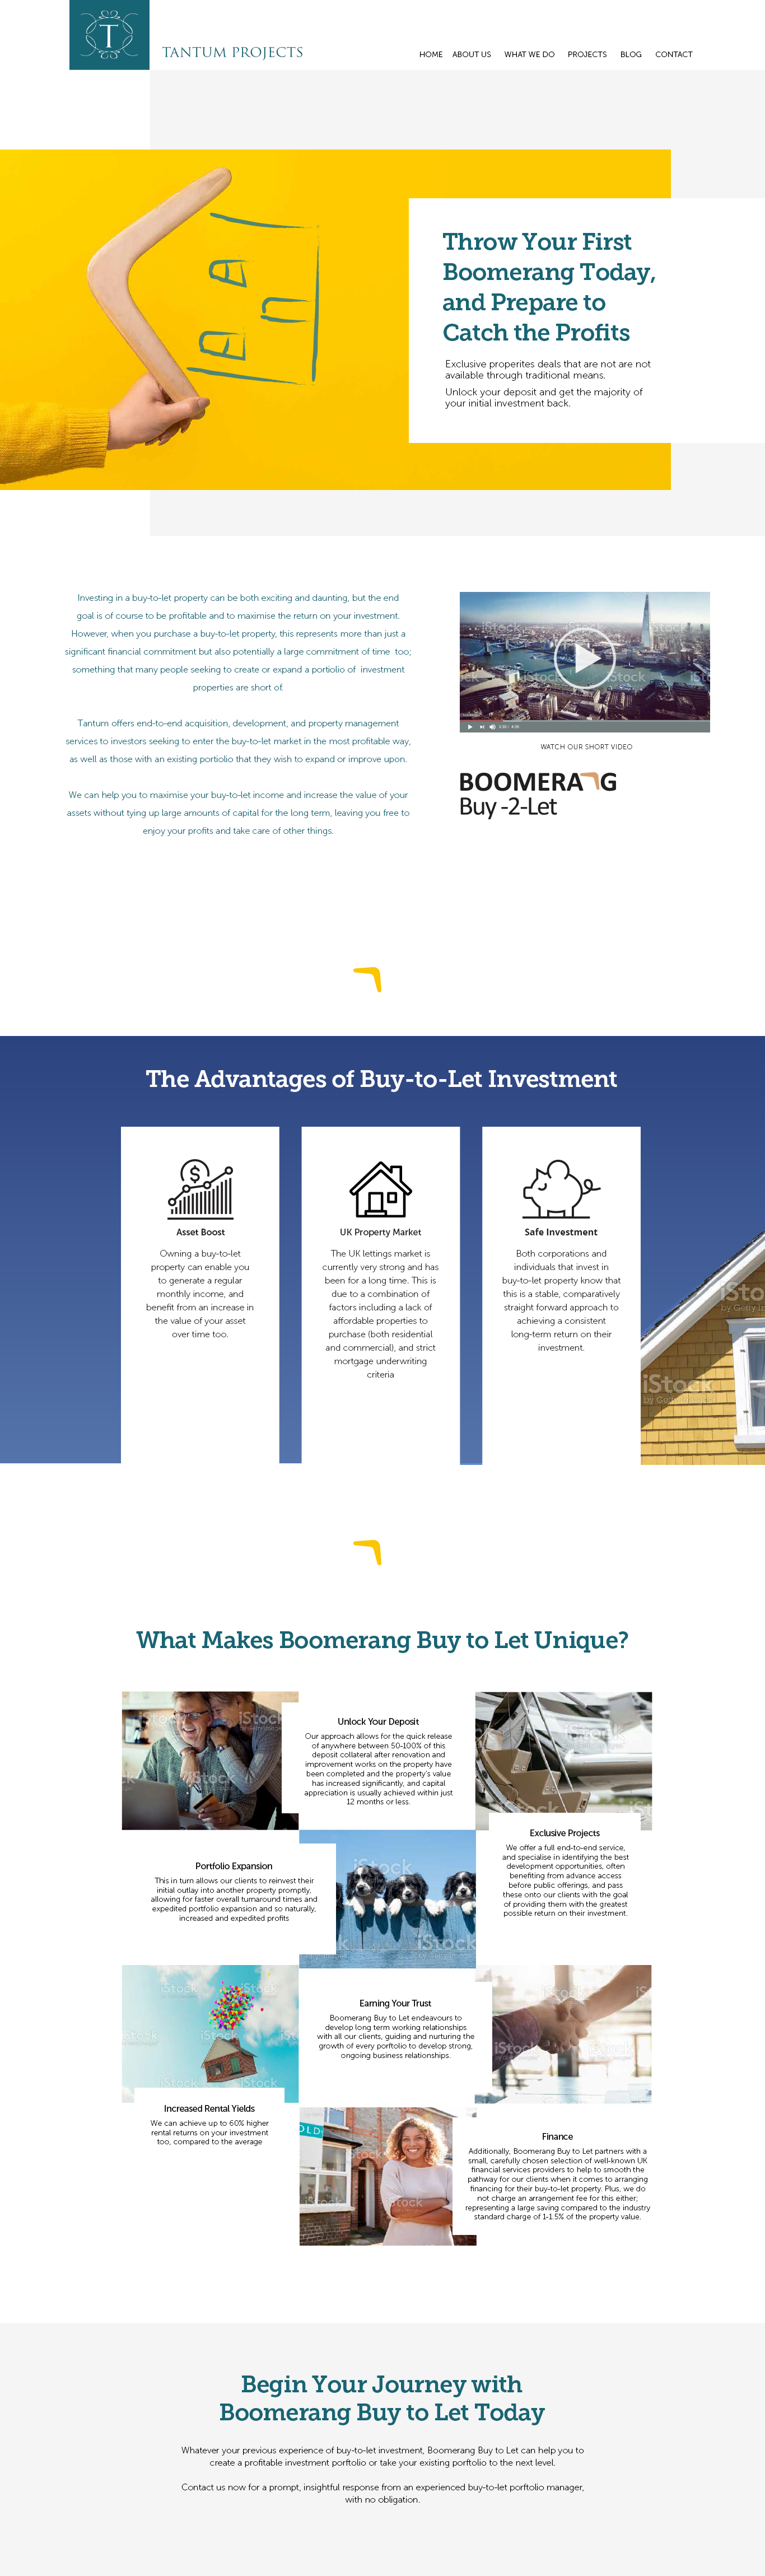 T
TANTUM PROJECTS
HOME ABOUT US WHAT WE DO PROJECTS BLOG CONTACT
Throw Your First
Boomerang Today,
and Prepare to
Catch the Profits
Exclusive properites deals that are not are not
available through traditional means.
Unlock your deposit and get the majority of
your initial investment back.
Investing in a buy-to-let property can be both exciting and daunting, but the end
goal is of course to be profitable and to maximise the return on your investment.
However, when you purchase a buy-to-let property, this represents more than just a
significant financial commitment but also potentially a large commitment of time too;
something that many people seeking to create or expand a portiolio of investment
properties are short of.
Tantum offers end-to-end acquisition, development, and property management
services to investors seeking to enter the buy-to-let market in the most profitable way,
as well as those with an existing portiolio that they wish to expand or improve upon.
We can help you to maximise your buy-to-let income and increase the value of your
assets without tying up large amounts of capital for the long term, leaving you free to
enjoy your profits and take care of other things.
iStock
WATCH OUR SHORT VIDEO
BOOMERANG
Buy -2-Let
The Advantages of Buy-to-Let Investment
Asset Boost
Owning a buy-to-let
property can enable you
to generate a regular
monthly income, and
benefit from an increase in
the value of your asset
over time too.
UK Property Market
The UK lettings market is
currently very strong and has
been for a long time. This is
due to a combination of
factors including a lack of
affordable properties to
purchase (both residential
and commercial), and strict
mortgage underwriting
criteria
Safe Investment
Both corporations and
individuals that invest in
buy-to-let property know that
this is a stable, comparatively
straight forward approach to
achieving a consistent
long-term return on their
investment.
iStock
What Makes Boomerang Buy to Let Unique?
Unlock Your Deposit
Our approach allows for the quick release
of anywhere between 50-100% of this
deposit collateral after renovation and
improvement works on the property have
been completed and the property's value
has increased significantly, and capital
appreciation is usually achieved within just
12 months or less.
Exclusive Projects
We offer a full end-to-end service,
and specialise in identifying the best
development opportunities, often
benefiting from advance access
before public offerings, and pass
these onto our clients with the goal
of providing them with the greatest
possible return on their investment.
Portfolio Expansion
This in turn allows our clients to reinvest their
initial outlay into another property promptly,
allowing for faster overall turnaround times and
expedited portfolio expansion and so naturally,
increased and expedited profits
Earning Your Trust
Boomerang Buy to Let endeavours to
develop long term working relationships
with all our clients, guiding and nurturing the
growth of every portfolio to develop strong,
ongoing business relationships.
Increased Rental Yields
We can achieve up to 60% higher
rental returns on your investment
too, compared to the average
OLD
Finance
Additionally, Boomerang Buy to Let partners with a
small, carefully chosen selection of well-known UK
financial services providers to help to smooth the
pathway for our clients when it comes to arranging
financing for their buy-to-let property. Plus, we do
not charge an arrangement fee for this either;
representing a large saving compared to the industry
standard charge of 1-1.5% of the property value.
Begin Your Journey with
Boomerang Buy to Let Today
Whatever your previous experience of buy-to-let investment, Boomerang Buy to Let can help you to
create a profitable investment porftolio or take your existing porftolio to the next level.
Contact us now for a prompt, insightful response from an experienced buy-to-let porftolio manager,
with no obligation.